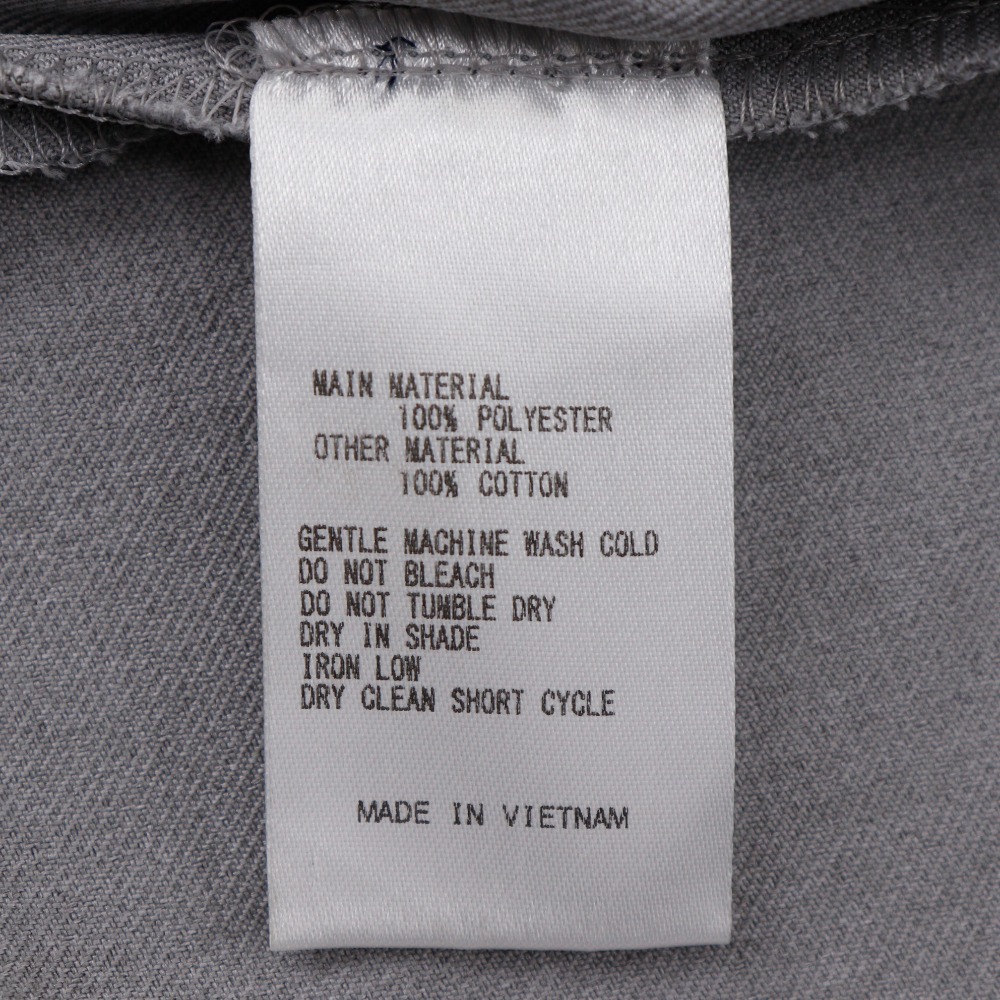 MAIN MATERIAL
100% POLYESTER
OTHER MATERIAL
100% COTTON
GENTLE MACHINE WASH COLD
DO NOT BLEACH
DO NOT TUMBLE DRY
DRY IN SHADE
IRON LOW
DRY CLEAN SHORT CYCLE
MADE IN VIETNAM